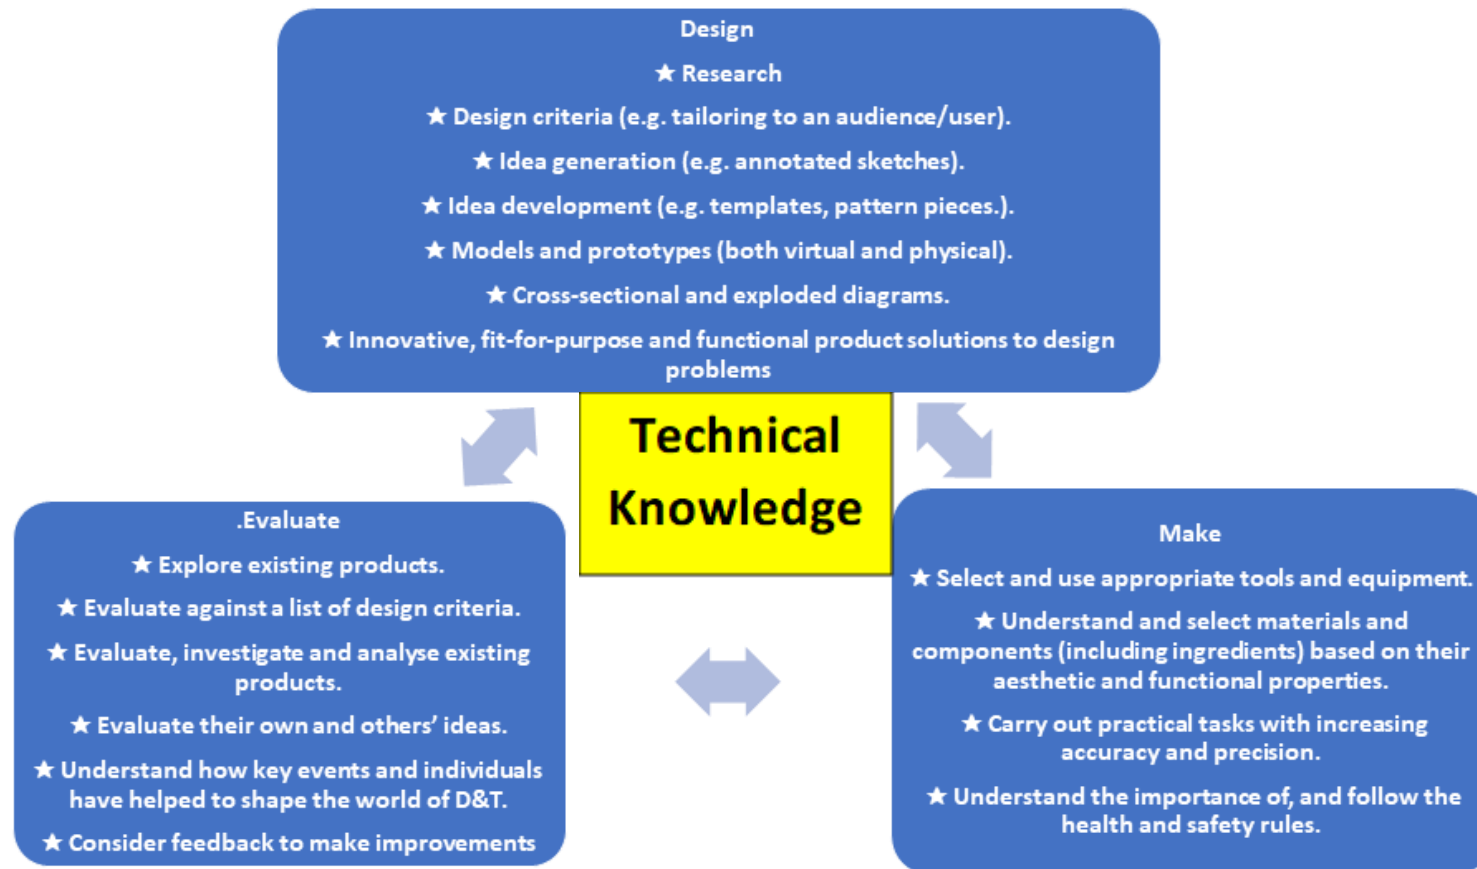 Design
★ Research
★ Design criteria (e.g. tailoring to an audience/user).
★ Idea generation (e.g. annotated sketches).
★ Idea development (e.g. templates, pattern pieces.).
★ Models and prototypes (both virtual and physical).
★ Cross-sectional and exploded diagrams.
★ Innovative, fit-for-purpose and functional product solutions to design
problems
Technical
Knowledge
.Evaluate
★ Explore existing products.
★ Evaluate against a list of design criteria.
★ Evaluate, investigate and analyse existing
products.
★ Evaluate their own and others’ ideas.
★ Understand how key events and individuals
have helped to shape the world of D&T.
★ Consider feedback to make improvements
Make
★ Select and use appropriate tools and equipment.
★ Understand and select materials and
components (including ingredients) based on their
aesthetic and functional properties.
★ Carry out practical tasks with increasing
accuracy and precision.
★ Understand the importance of, and follow the
health and safety rules.